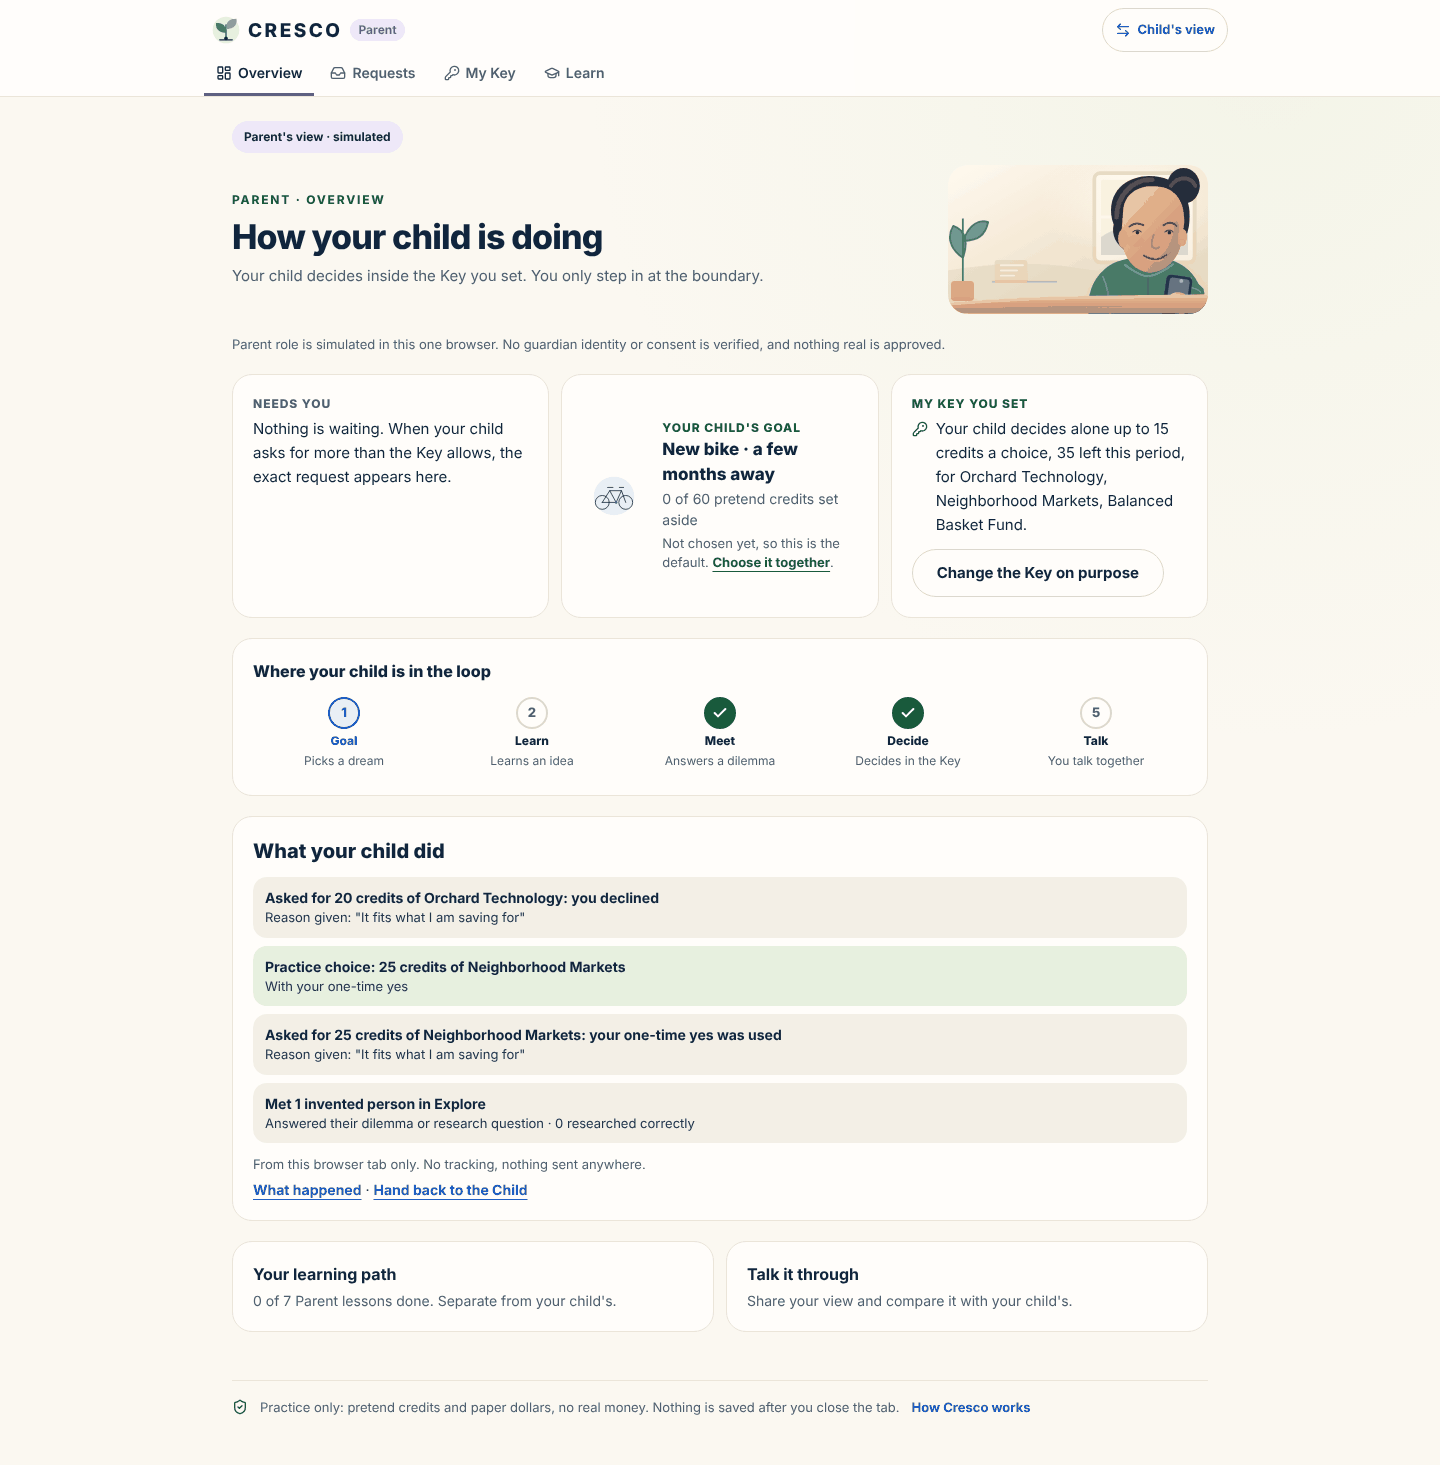 CRESCO
Parent
Child's view
Overview
Requests
My Key
Learn
Parent's view · simulated
PARENT · OVERVIEW
How your child is doing
Your child decides inside the Key you set. You only step in at the boundary.
Parent role is simulated in this one browser. No guardian identity or consent is verified, and nothing real is approved.
NEEDS YOU
Nothing is waiting. When your child
asks for more than the Key allows, the
exact request appears here.
YOUR CHILD'S GOAL
New bike · a few
months away
0 of 60 pretend credits set
aside
Not chosen yet, so this is the
default. Choose it together.
MY KEY YOU SET
Your child decides alone up to 15
credits a choice, 35 left this period,
for Orchard Technology,
Neighborhood Markets, Balanced
Basket Fund.
Change the Key on purpose
Where your child is in the loop
1
Goal
Picks a dream
2
Learn
Learns an idea
Meet
Answers a dilemma
Decide
Decides in the Key
5
Talk
You talk together
What your child did
Asked for 20 credits of Orchard Technology: you declined
Reason given: "It fits what I am saving for"
Practice choice: 25 credits of Neighborhood Markets
With your one-time yes
Asked for 25 credits of Neighborhood Markets: your one-time yes was used
Reason given: "It fits what I am saving for"
Met 1 invented person in Explore
Answered their dilemma or research question · 0 researched correctly
From this browser tab only. No tracking, nothing sent anywhere.
What happened · Hand back to the Child
Your learning path
0 of 7 Parent lessons done. Separate from your child's.
Talk it through
Share your view and compare it with your child's.
Practice only: pretend credits and paper dollars, no real money. Nothing is saved after you close the tab. How Cresco works